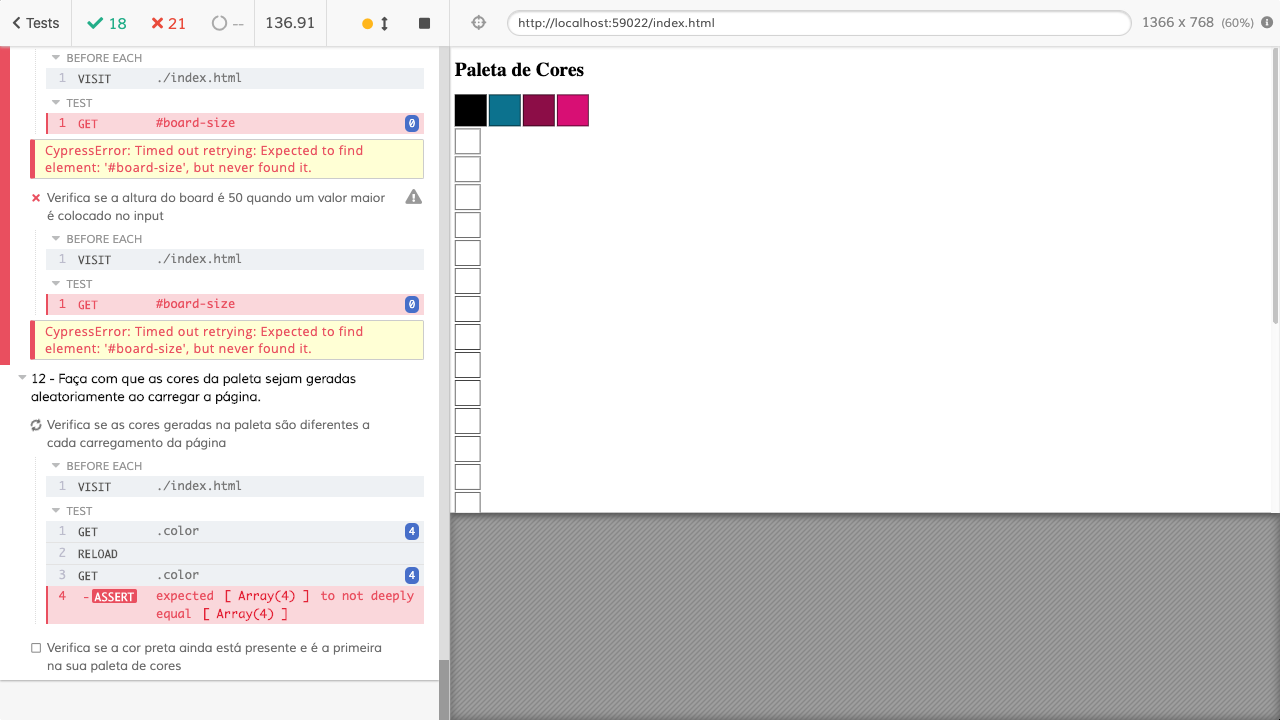 Tests 18 21 -- 136.91
http://localhost:59022/index.html 1366 x 768 (60%)
BEFORE EACH
1 VISIT ./index.html
TEST
1 GET #board-size 0
CypressError: Timed out retrying: Expected to find
element: '#board-size', but never found it.
Verifica se a altura do board é 50 quando um valor maior
é colocado no input
BEFORE EACH
1 VISIT ./index.html
TEST
1 GET #board-size 0
CypressError: Timed out retrying: Expected to find
element: '#board-size', but never found it.
12 - Faça com que as cores da paleta sejam geradas
aleatoriamente ao carregar a página.
Verifica se as cores geradas na paleta são diferentes a
cada carregamento da página
BEFORE EACH
1 VISIT ./index.html
TEST
1 GET .color 4
2 RELOAD
3 GET .color 4
4 -ASSERT expected [ Array(4) ] to not deeply
equal [ Array(4) ]
Verifica se a cor preta ainda está presente e é a primeira
na sua paleta de cores
Paleta de Cores